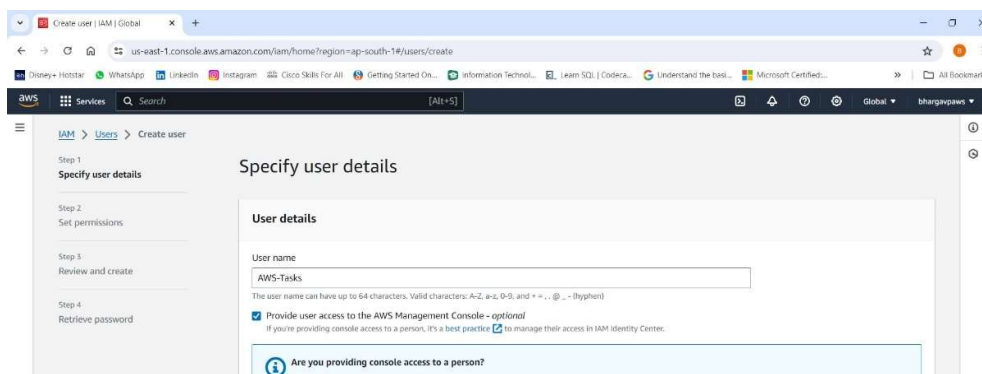 Create user | IAM | Global
us-east-1.console.aws.amazon.com/iam/home?region=ap-south-1#/users/create
Disney+ Hotstar WhatsApp LinkedIn Instagram Cisco Skills For All Getting Started On... Information Technol... Learn SQL | Codeca... Understand the basi... Microsoft Certified:... » All Bookmar
aws Services Search [Alt+S] Global bhargavpaws
IAM > Users > Create user
Step 1
Specify user details
Step 2
Set permissions
Step 3
Review and create
Step 4
Retrieve password
Specify user details
User details
User name
AWS-Tasks
The user name can have up to 64 characters. Valid characters: A-Z, a-z, 0-9, and + = , . @ _ - (hyphen)
Provide user access to the AWS Management Console - optional
If you're providing console access to a person, it's a best practice to manage their access in IAM Identity Center.
Are you providing console access to a person?